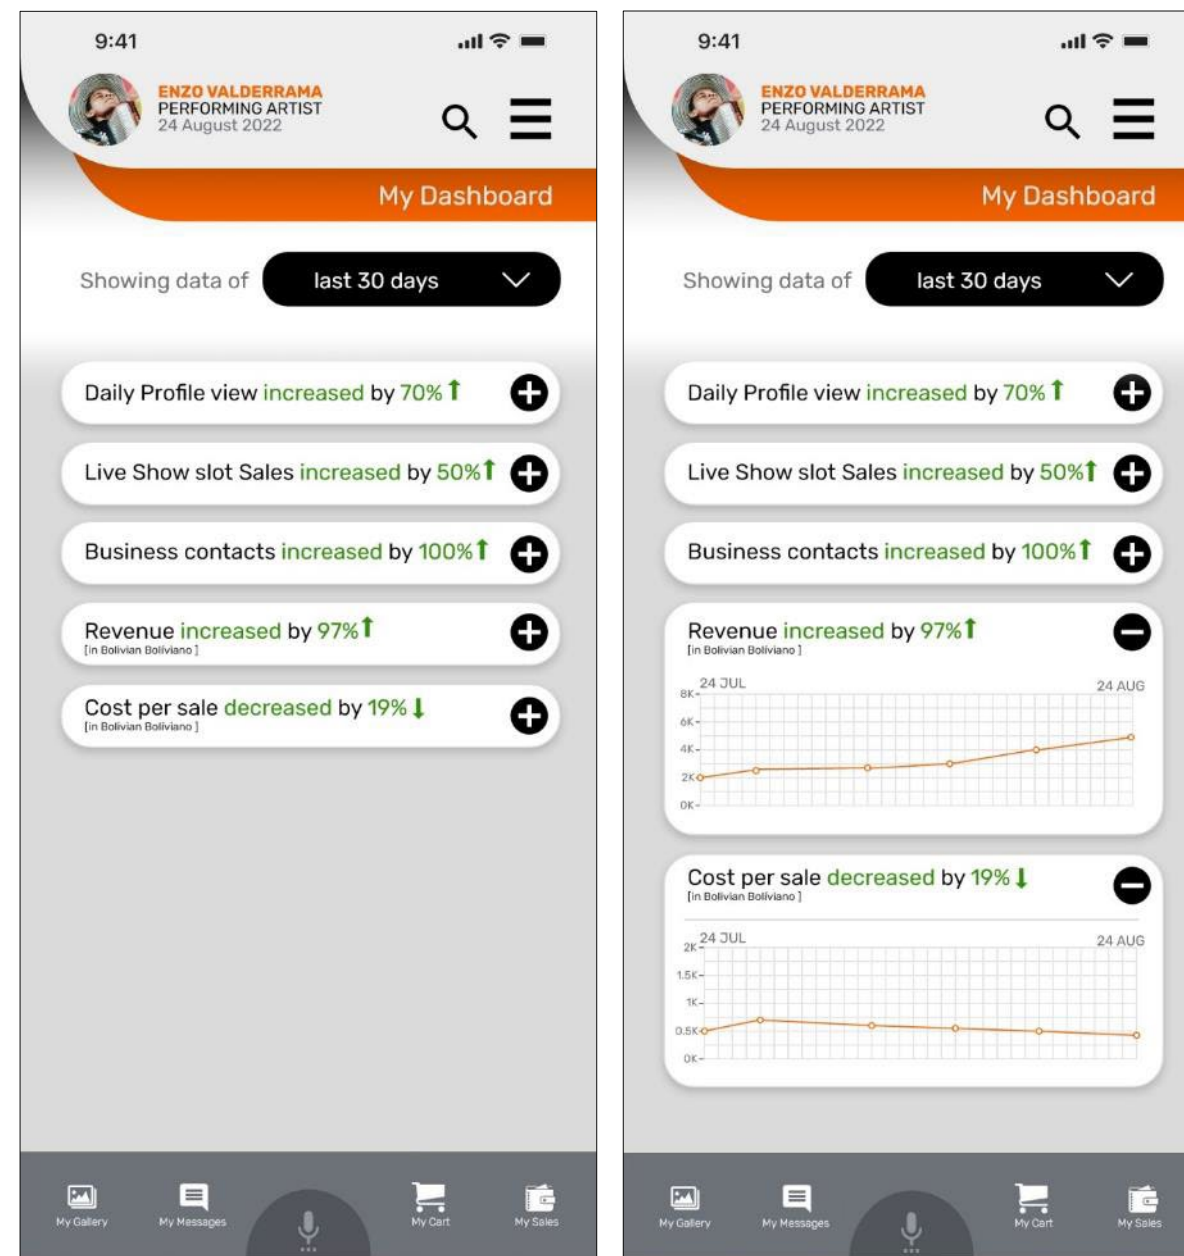 9:41
ENZO VALDERRAMA
PERFORMING ARTIST
24 August 2022
My Dashboard
Showing data of last 30 days
Daily Profile view increased by 70%
Live Show slot Sales increased by 50%
Business contacts increased by 100%
Revenue increased by 97%
[in Bolivian Boliviano ]
Cost per sale decreased by 19%
[in Bolivian Boliviano ]
My Gallery My Messages My Cart My Sales
9:41
ENZO VALDERRAMA
PERFORMING ARTIST
24 August 2022
My Dashboard
Showing data of last 30 days
Daily Profile view increased by 70%
Live Show slot Sales increased by 50%
Business contacts increased by 100%
Revenue increased by 97%
[in Bolivian Boliviano ]
24 JUL 24 AUG
8K
6K
4K
2K
0K
Cost per sale decreased by 19%
[in Bolivian Boliviano ]
24 JUL 24 AUG
2K
1.5K
1K
0.5K
0K
My Gallery My Messages My Cart My Sales